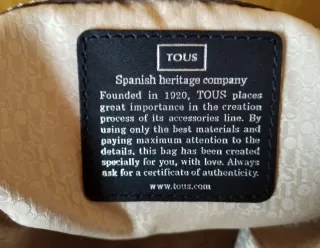 TOUS
Spanish heritage company
Founded in 1920, TOUS places
great importance in the creation
process of its accessories line. By
using only the best materials and
paying maximum attention to the
details, this bag has been created
specially for you, with love. Always
ask for a certificate of authenticity.
www.tous.com